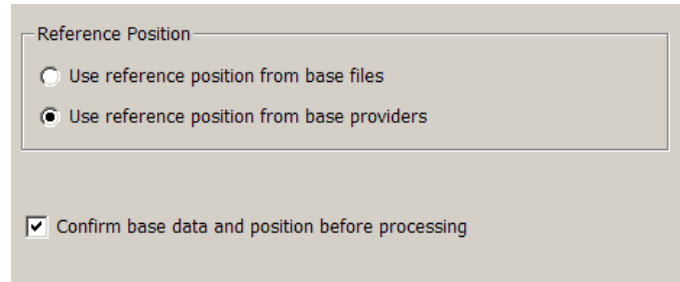 Reference Position
Use reference position from base files
Use reference position from base providers
Confirm base data and position before processing